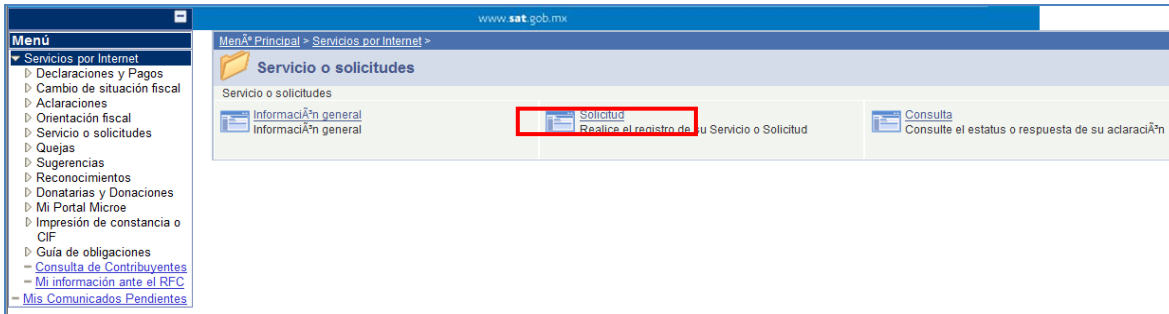 www.sat.gob.mx
Menú
Servicios por Internet
Declaraciones y Pagos
Cambio de situación fiscal
Aclaraciones
Orientación fiscal
Servicio o solicitudes
Quejas
Sugerencias
Reconocimientos
Donatarias y Donaciones
Mi Portal Microe
Impresión de constancia o
CIF
Guía de obligaciones
Consulta de Contribuyentes
Mi información ante el RFC
Mis Comunicados Pendientes
MenÃº Principal > Servicios por Internet >
Servicio o solicitudes
Servicio o solicitudes
InformaciÃ³n general
InformaciÃ³n general
Solicitud
Realice el registro de su Servicio o Solicitud
Consulta
Consulte el estatus o respuesta de su aclaraciÃ³n